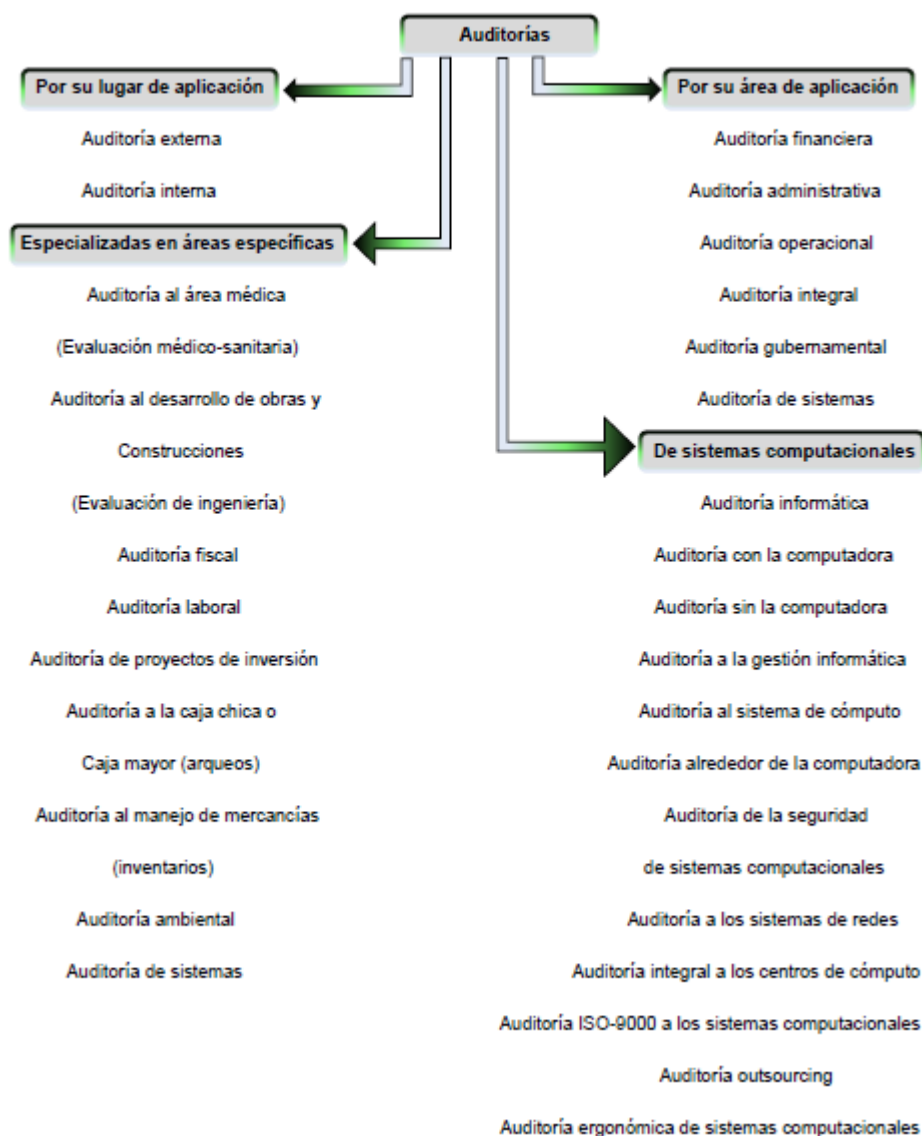 Auditorías
Por su lugar de aplicación
Auditoría externa
Auditoría interna
Especializadas en áreas específicas
Auditoría al área médica
(Evaluación médico-sanitaria)
Auditoría al desarrollo de obras y
Construcciones
(Evaluación de ingeniería)
Auditoría fiscal
Auditoría laboral
Auditoría de proyectos de inversión
Auditoría a la caja chica o
Caja mayor (arqueos)
Auditoría al manejo de mercancías
(inventarios)
Auditoría ambiental
Auditoría de sistemas
Por su área de aplicación
Auditoría financiera
Auditoría administrativa
Auditoría operacional
Auditoría integral
Auditoría gubernamental
Auditoría de sistemas
De sistemas computacionales
Auditoría informática
Auditoría con la computadora
Auditoría sin la computadora
Auditoría a la gestión informática
Auditoría al sistema de cómputo
Auditoría alrededor de la computadora
Auditoría de la seguridad
de sistemas computacionales
Auditoría a los sistemas de redes
Auditoría integral a los centros de cómputo
Auditoría ISO-9000 a los sistemas computacionales
Auditoría outsourcing
Auditoría ergonómica de sistemas computacionales